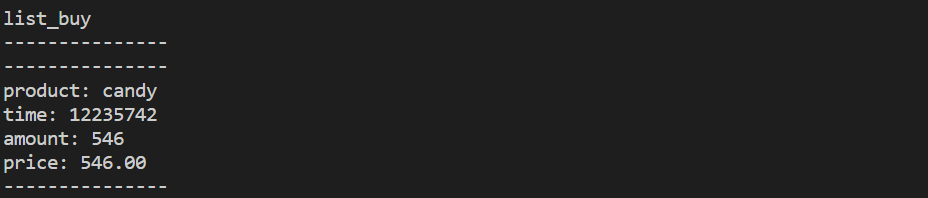 list_buy
---------------
---------------
product: candy
time: 12235742
amount: 546
price: 546.00
---------------